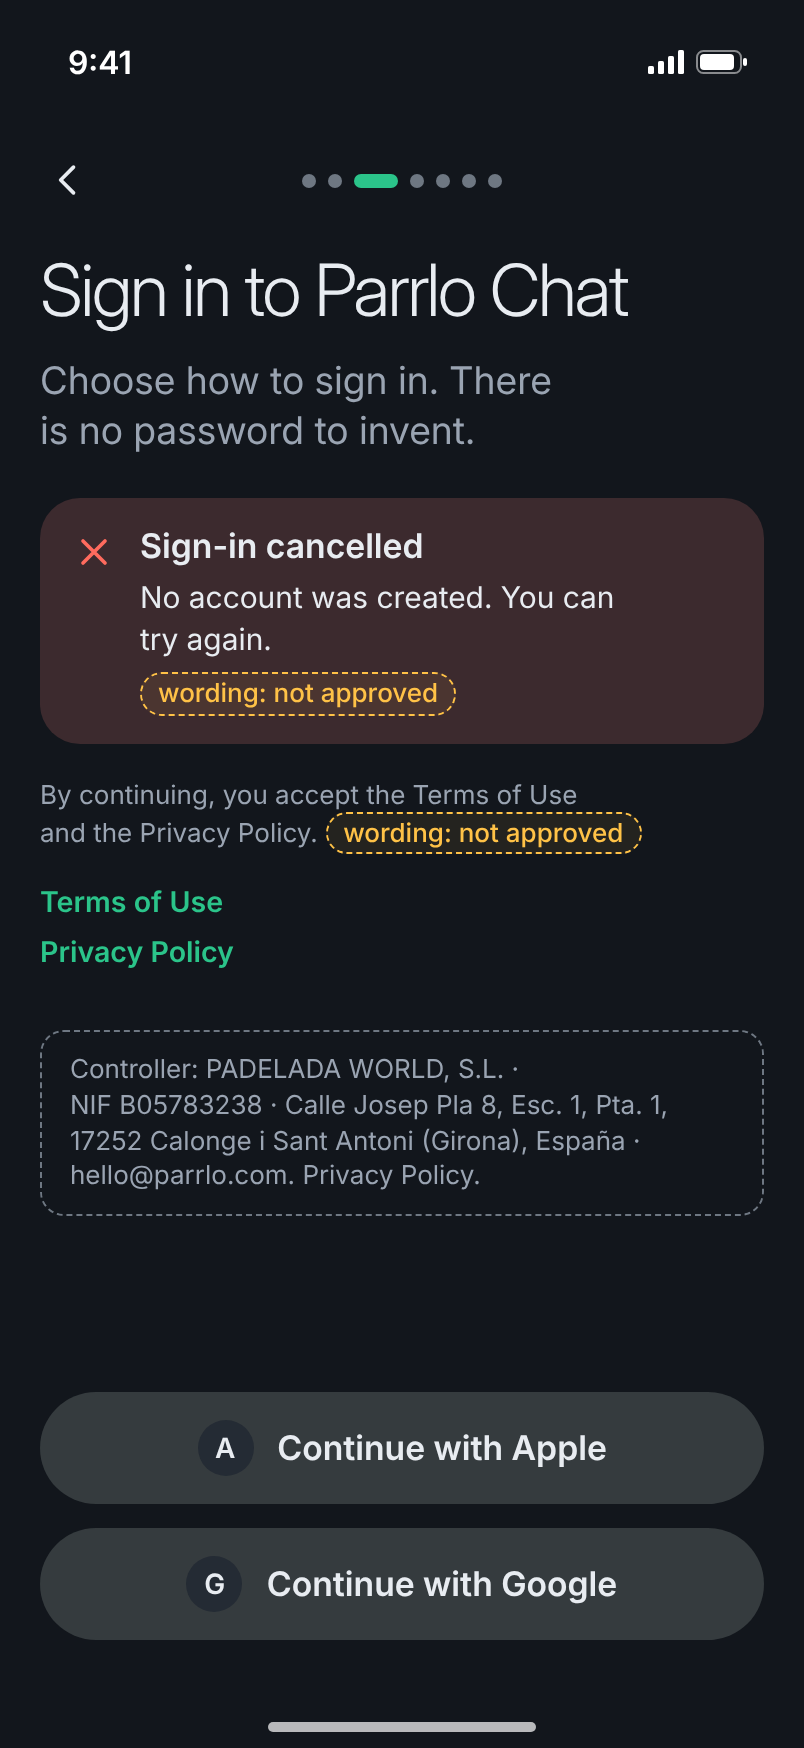 9:41
Sign in to Parrlo Chat
Choose how to sign in. There
is no password to invent.
Sign-in cancelled
No account was created. You can
try again.
wording: not approved
By continuing, you accept the Terms of Use
and the Privacy Policy. wording: not approved
Terms of Use
Privacy Policy
Controller: PADELADA WORLD, S.L. ·
NIF B05783238 · Calle Josep Pla 8, Esc. 1, Pta. 1,
17252 Calonge i Sant Antoni (Girona), España ·
hello@parrlo.com. Privacy Policy.
A Continue with Apple
G Continue with Google